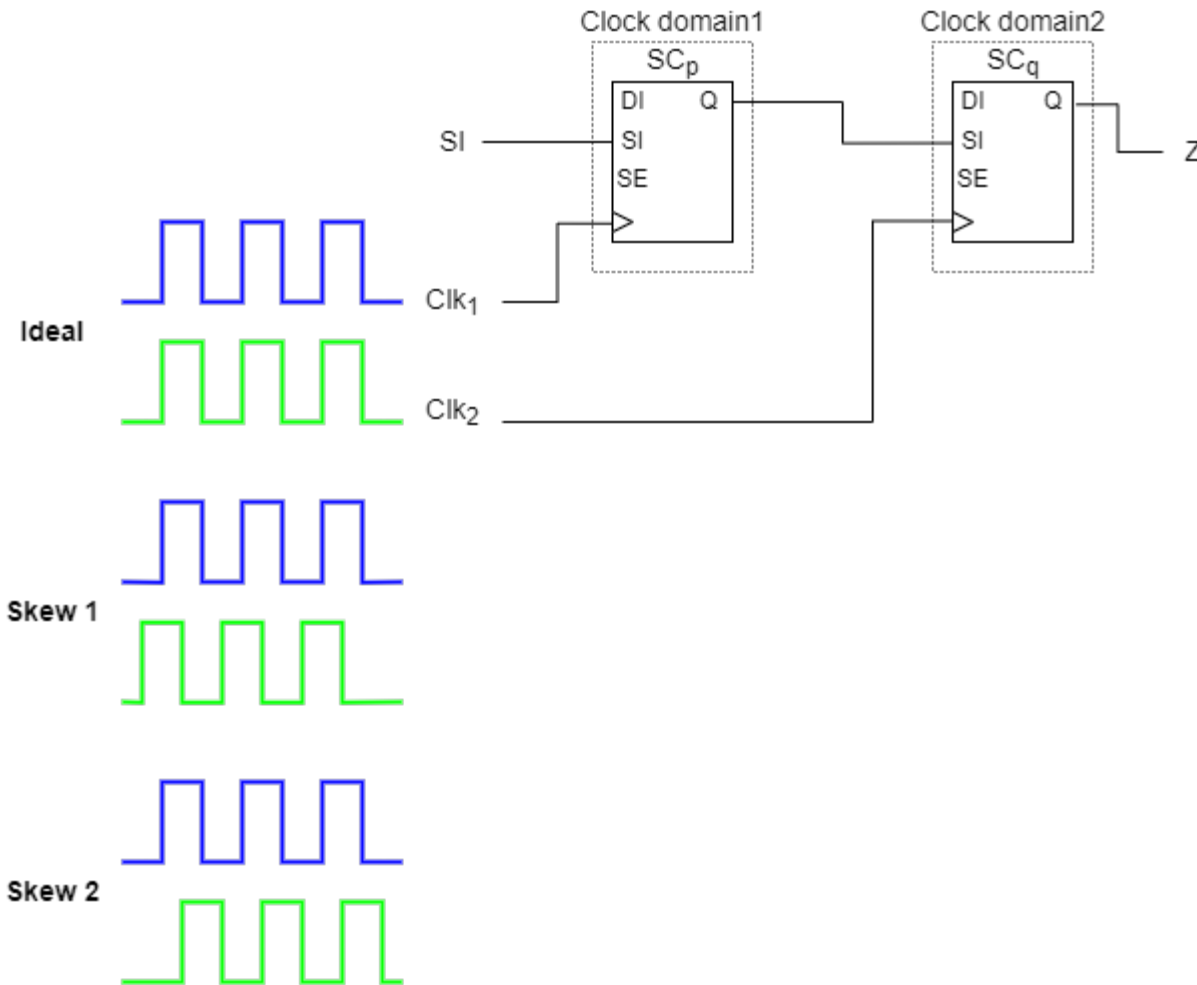 Clock domain1
Clock domain2
SCp
SCq
DI Q
DI Q
SI
SI
SI
Z
SE
SE
Clk1
Ideal
Clk2
Skew 1
Skew 2